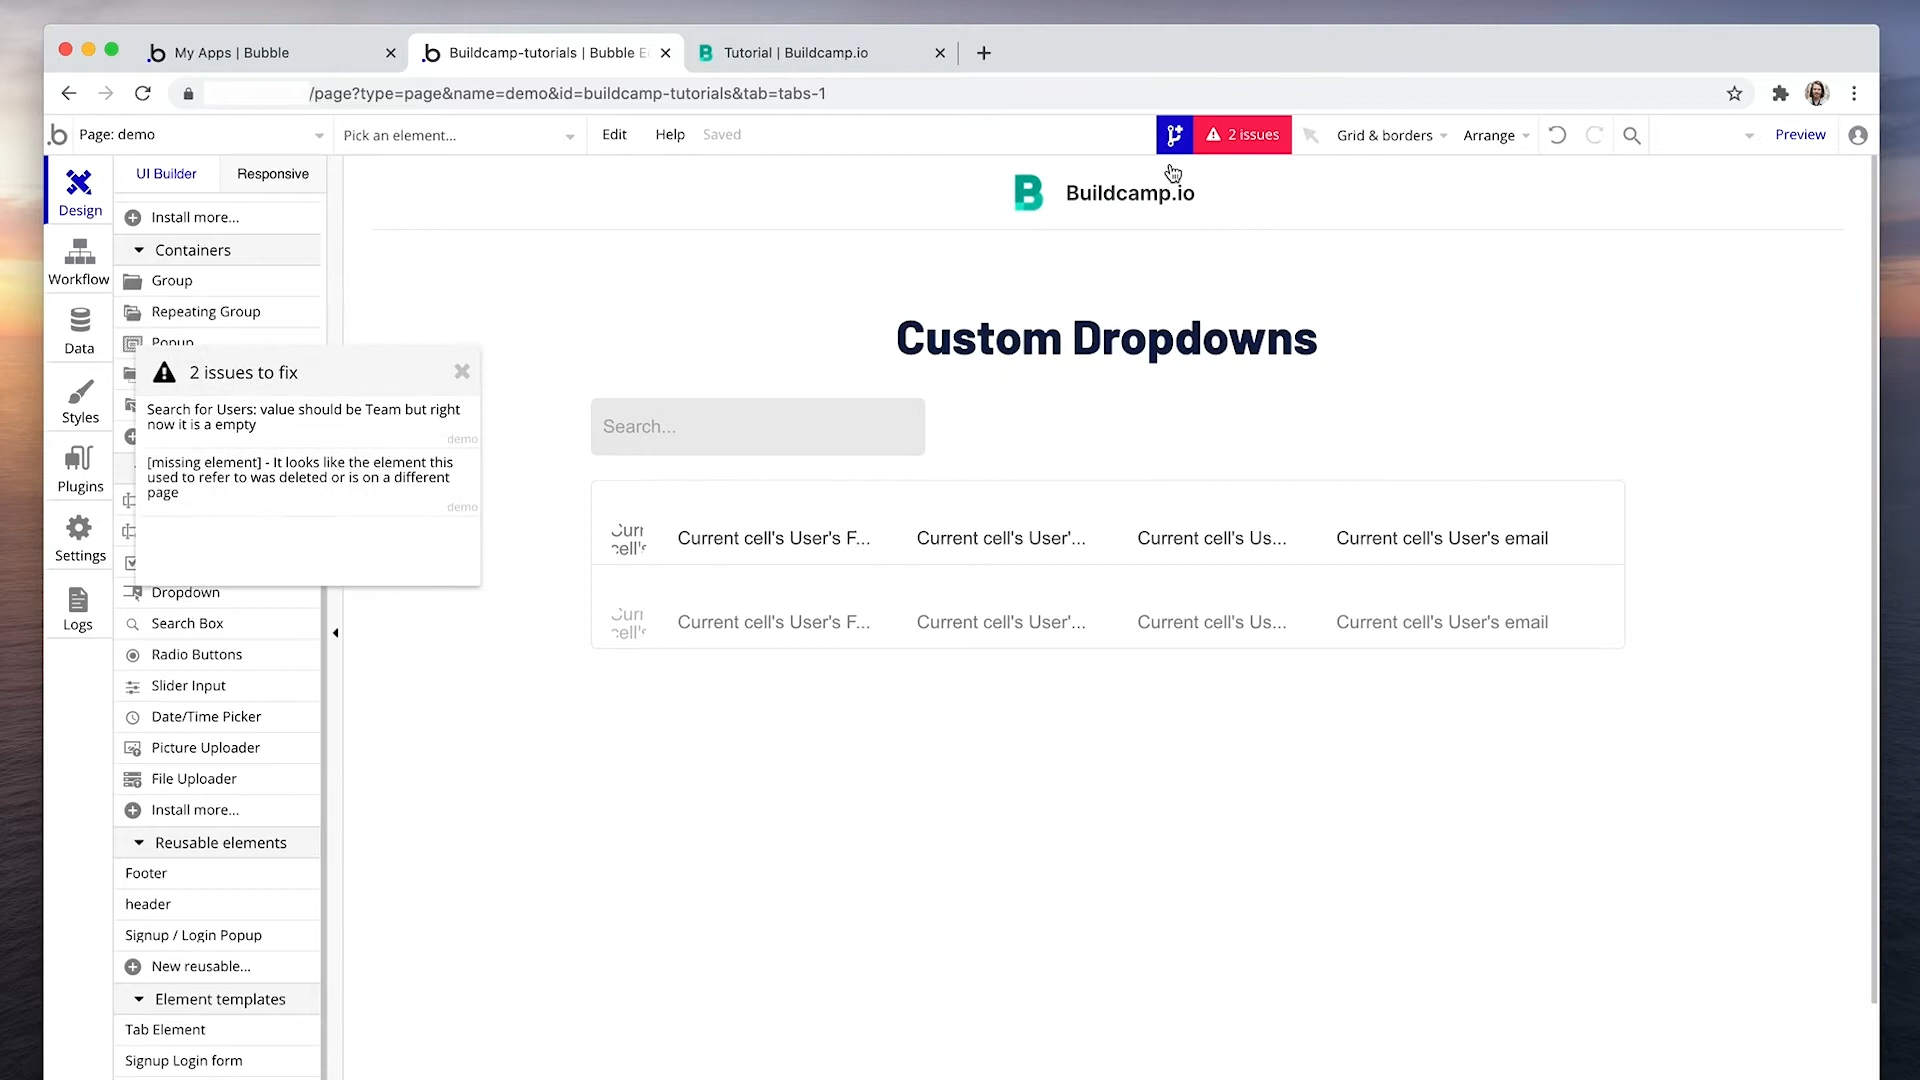 My Apps | Bubble
Buildcamp-tutorials | Bubble E
Tutorial | Buildcamp.io
/page?type=page&name=demo&id=buildcamp-tutorials&tab=tabs-1
Page: demo
Pick an element...
Edit
Help
Saved
2 issues
Grid & borders
Arrange
Preview
Design
Workflow
Data
Styles
Plugins
Settings
Logs
UI Builder
Responsive
Install more...
Containers
Group
Repeating Group
Popup
2 issues to fix
Search for Users: value should be Team but right
now it is a empty
demo
[missing element] - It looks like the element this
used to refer to was deleted or is on a different
page
demo
Dropdown
Search Box
Radio Buttons
Slider Input
Date/Time Picker
Picture Uploader
File Uploader
Install more...
Reusable elements
Footer
header
Signup / Login Popup
New reusable...
Element templates
Tab Element
Signup Login form
B Buildcamp.io
Custom Dropdowns
Search...
Curr
cell's
Current cell's User's F...
Current cell's User'...
Current cell's Us...
Current cell's User's email
Curr
cell's
Current cell's User's F...
Current cell's User'...
Current cell's Us...
Current cell's User's email